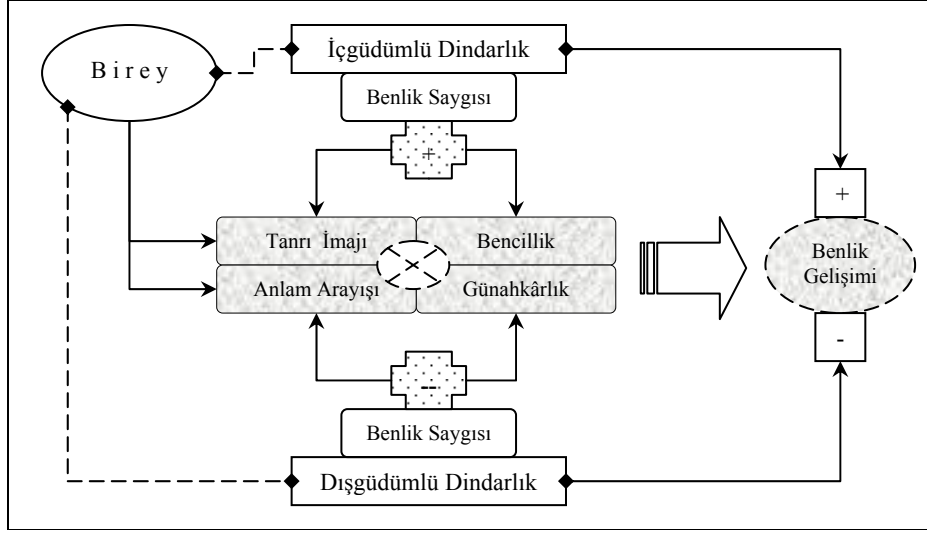 B i r e y
İçgüdümlü Dindarlık
Benlik Saygısı
+
Tanrı İmajı
Bencillik
Anlam Arayışı
Günahkârlık
+
Benlik
Gelişimi
-
--
Benlik Saygısı
Dışgüdümlü Dindarlık